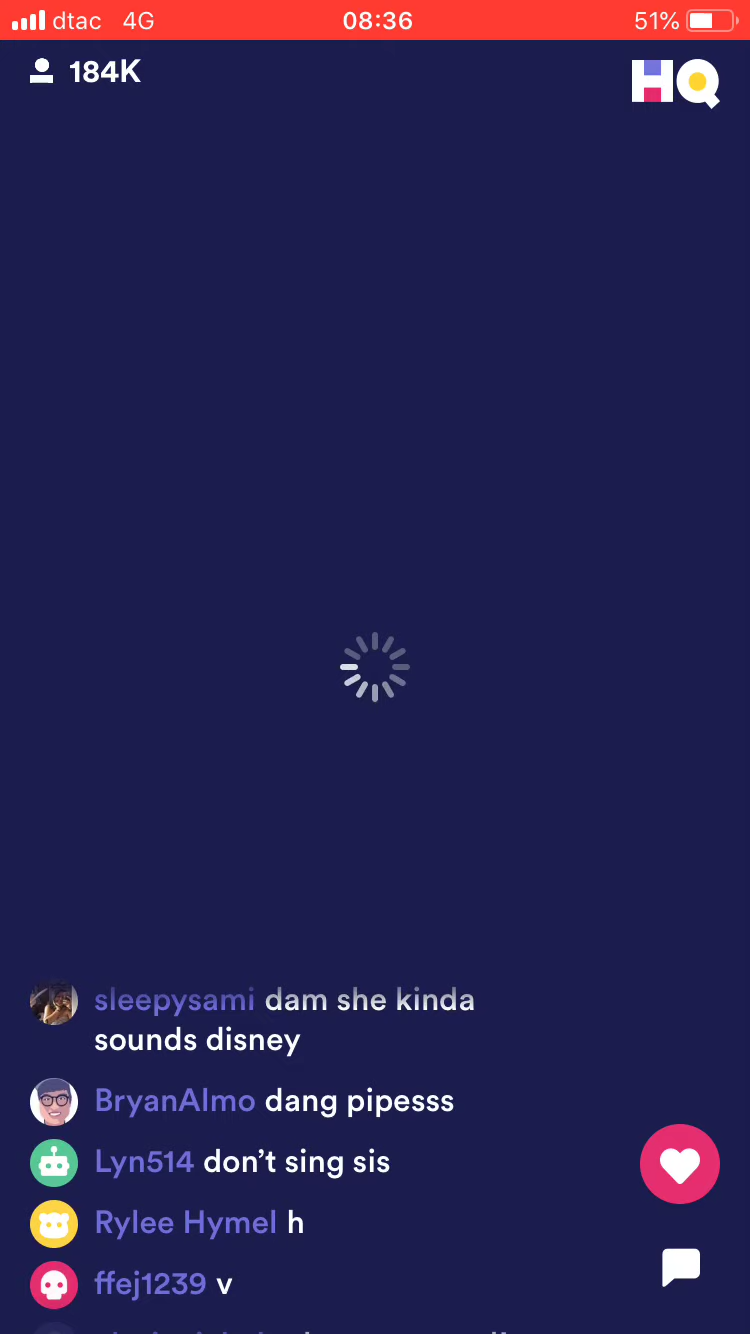 dtac 4G 08:36 51%
184K HQ
sleepysami dam she kinda
sounds disney
BryanAlmo dang pipesss
Lyn514 don’t sing sis
Rylee Hymel h
ffej1239 v